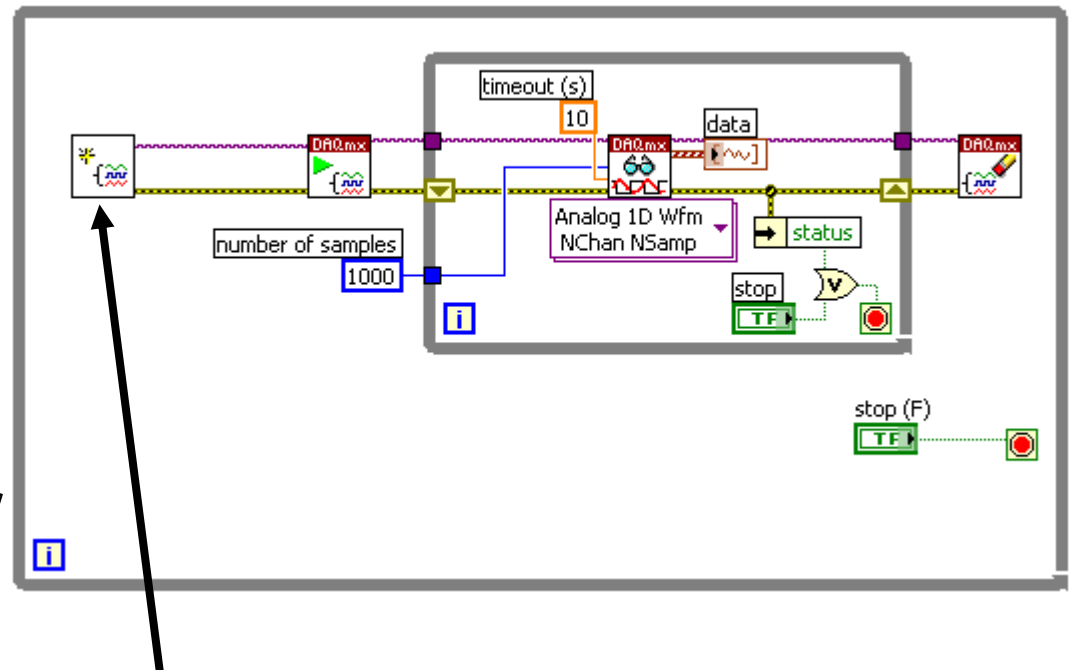 timeout (s)
10
data
DAQmx
DAQmx
DAQmx
Analog 1D Wfm
NChan NSamp
status
number of samples
1000
stop
V
TF
i
stop (F)
TF
i